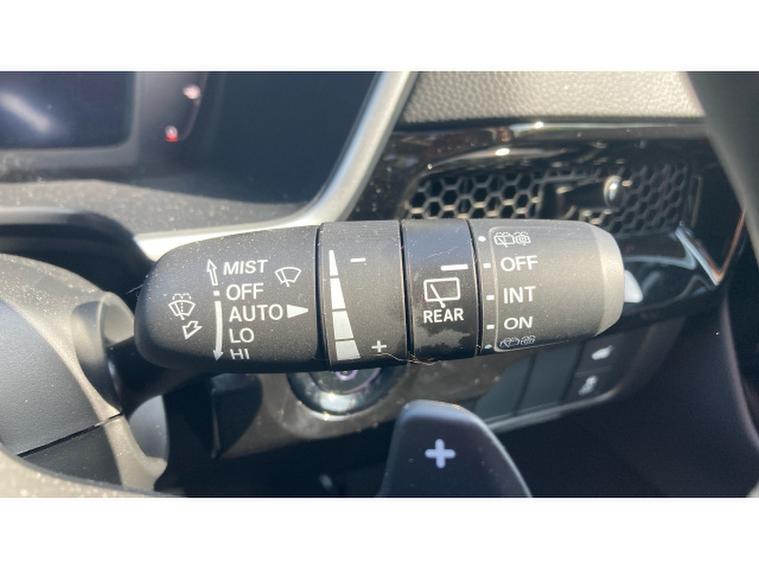 MIST
OFF
AUTO
LO
HI
-
+
REAR
OFF
INT
ON
+